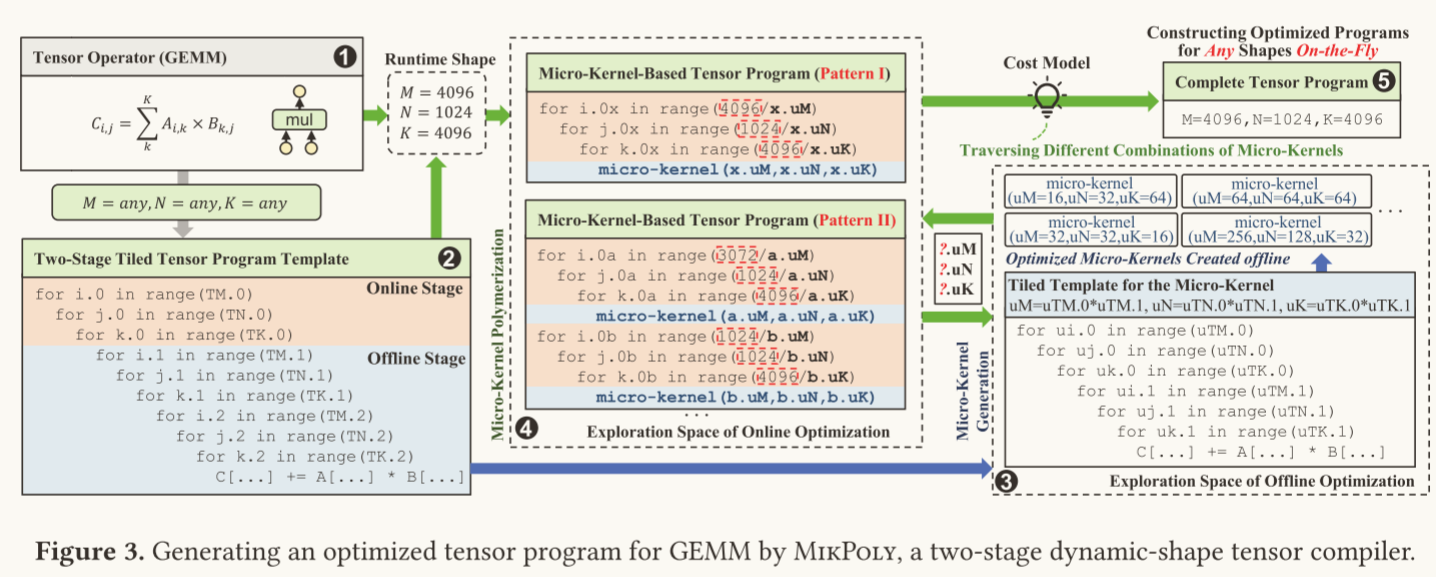 Tensor Operator (GEMM) 1
C_{i,j} = \sum_{k}^{K} A_{i,k} × B_{k,j}
mul
M = any, N = any, K = any
Two-Stage Tiled Tensor Program Template 2
Online Stage
for i.0 in range(TM.0)
for j.0 in range(TN.0)
for k.0 in range(TK.0)
Offline Stage
for i.1 in range(TM.1)
for j.1 in range(TN.1)
for k.1 in range(TK.1)
for i.2 in range(TM.2)
for j.2 in range(TN.2)
for k.2 in range(TK.2)
C[...] += A[...] * B[...]
Runtime Shape
M = 4096
N = 1024
K = 4096
Micro-Kernel Polymerization
Micro-Kernel-Based Tensor Program (Pattern I)
for i.0x in range(4096/x.uM)
for j.0x in range(1024/x.uN)
for k.0x in range(4096/x.uK)
micro-kernel(x.uM,x.uN,x.uK)
Micro-Kernel-Based Tensor Program (Pattern II)
for i.0a in range(3072/a.uM)
for j.0a in range(1024/a.uN)
for k.0a in range(4096/a.uK)
micro-kernel(a.uM,a.uN,a.uK)
for i.0b in range(1024/b.uM)
for j.0b in range(1024/b.uN)
for k.0b in range(4096/b.uK)
micro-kernel(b.uM,b.uN,b.uK)
...
4 Exploration Space of Online Optimization
Cost Model
Constructing Optimized Programs
for Any Shapes On-the-Fly
Complete Tensor Program 5
M=4096,N=1024,K=4096
Traversing Different Combinations of Micro-Kernels
?.uM
?.uN
?.uK
Micro-Kernel
Generation
micro-kernel
(uM=16,uN=32,uK=64)
micro-kernel
(uM=64,uN=64,uK=64)
...
micro-kernel
(uM=32,uN=32,uK=16)
micro-kernel
(uM=256,uN=128,uK=32)
Optimized Micro-Kernels Created offline
Tiled Template for the Micro-Kernel
uM=uTM.0*uTM.1, uN=uTN.0*uTN.1, uK=uTK.0*uTK.1
for ui.0 in range(uTM.0)
for uj.0 in range(uTN.0)
for uk.0 in range(uTK.0)
for ui.1 in range(uTM.1)
for uj.1 in range(uTN.1)
for uk.1 in range(uTK.1)
C[...] += A[...] * B[...]
3 Exploration Space of Offline Optimization
Figure 3. Generating an optimized tensor program for GEMM by MIKPOLY, a two-stage dynamic-shape tensor compiler.